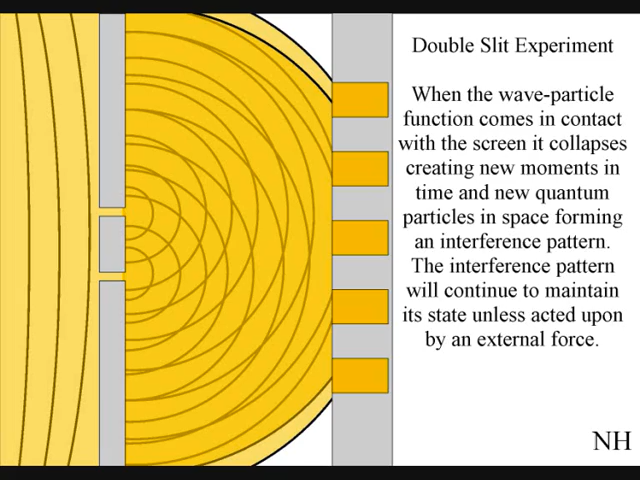 Double Slit Experiment
When the wave-particle
function comes in contact
with the screen it collapses
creating new moments in
time and new quantum
particles in space forming
an interference pattern.
The interference pattern
will continue to maintain
its state unless acted upon
by an external force.
NH